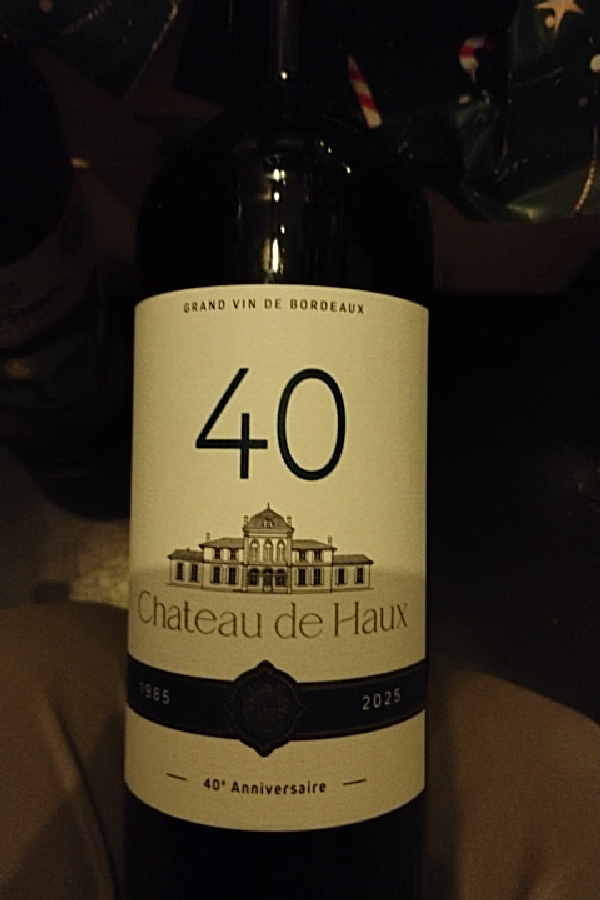 GRAND VIN DE BORDEAUX
40
Chateau de Haux
1985 2025
40e Anniversaire